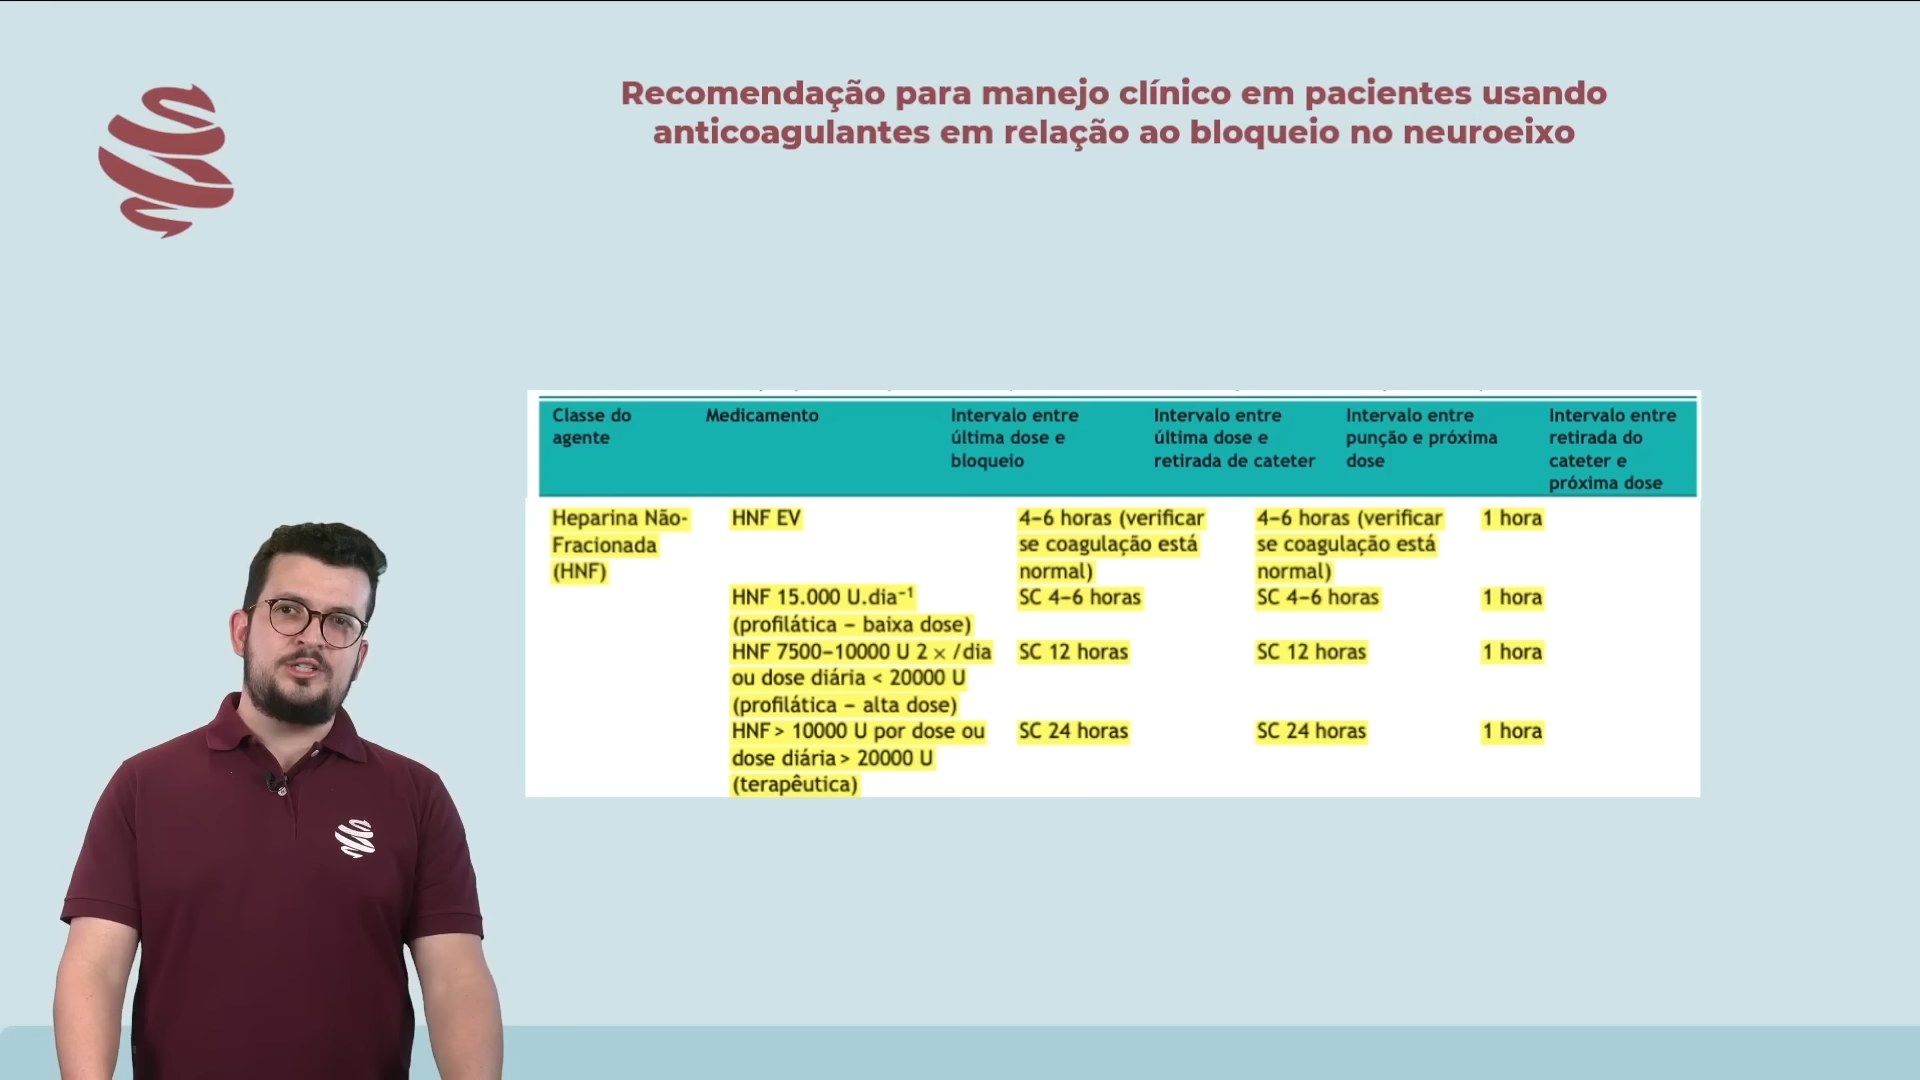 Recomendação para manejo clínico em pacientes usando
anticoagulantes em relação ao bloqueio no neuroeixo
Classe do
agente
Medicamento
Intervalo entre
última dose e
bloqueio
Intervalo entre
última dose e
retirada de cateter
Intervalo entre
punção e próxima
dose
Intervalo entre
retirada do
cateter e
próxima dose
Heparina Não-
Fracionada
(HNF)
HNF EV
4–6 horas (verificar
se coagulação está
normal)
4–6 horas (verificar
se coagulação está
normal)
1 hora
HNF 15.000 U.dia⁻¹
(profilática – baixa dose)
SC 4–6 horas
SC 4–6 horas
1 hora
HNF 7500–10000 U 2 × /dia
ou dose diária < 20000 U
(profilática – alta dose)
SC 12 horas
SC 12 horas
1 hora
HNF > 10000 U por dose ou
dose diária > 20000 U
(terapêutica)
SC 24 horas
SC 24 horas
1 hora